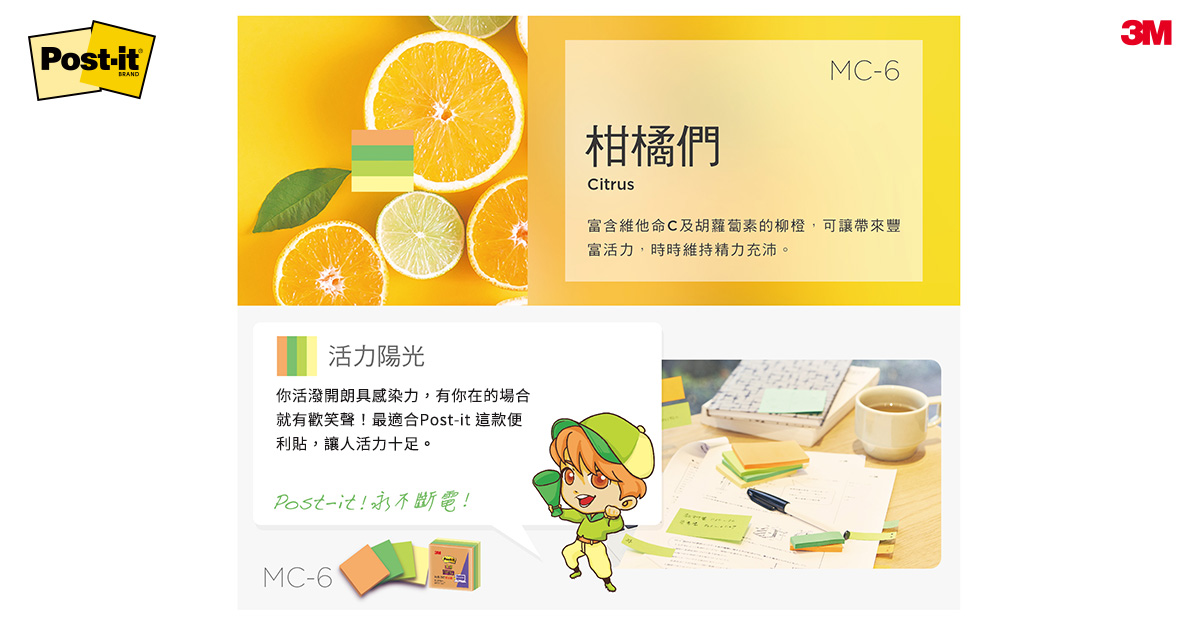 Post-it
BRAND
3M
MC-6
柑橘們
Citrus
富含維他命C及胡蘿蔔素的柳橙，可讓帶來豐
富活力，時時維持精力充沛。
活力陽光
你活潑開朗具感染力，有你在的場合
就有歡笑聲！最適合Post-it 這款便
利貼，讓人活力十足。
Post-it!永不斷電！
MC-6
3M
Post-it